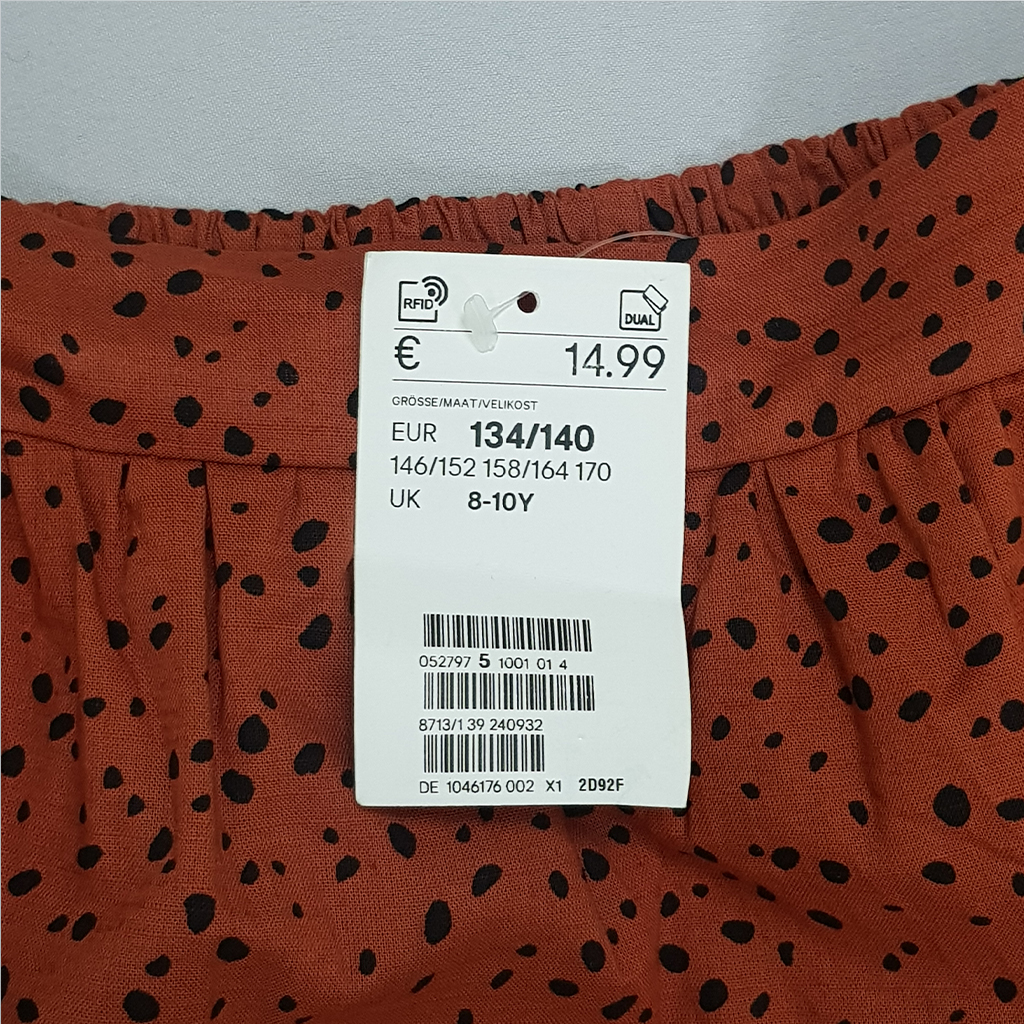 RFID
DUAL
€ 14.99
GRÖSSE/MAAT/VELIKOST
EUR 134/140
146/152 158/164 170
UK 8-10Y
052797 5 1001 01 4
8713/1 39 240932
DE 1046176 002 X1 2D92F